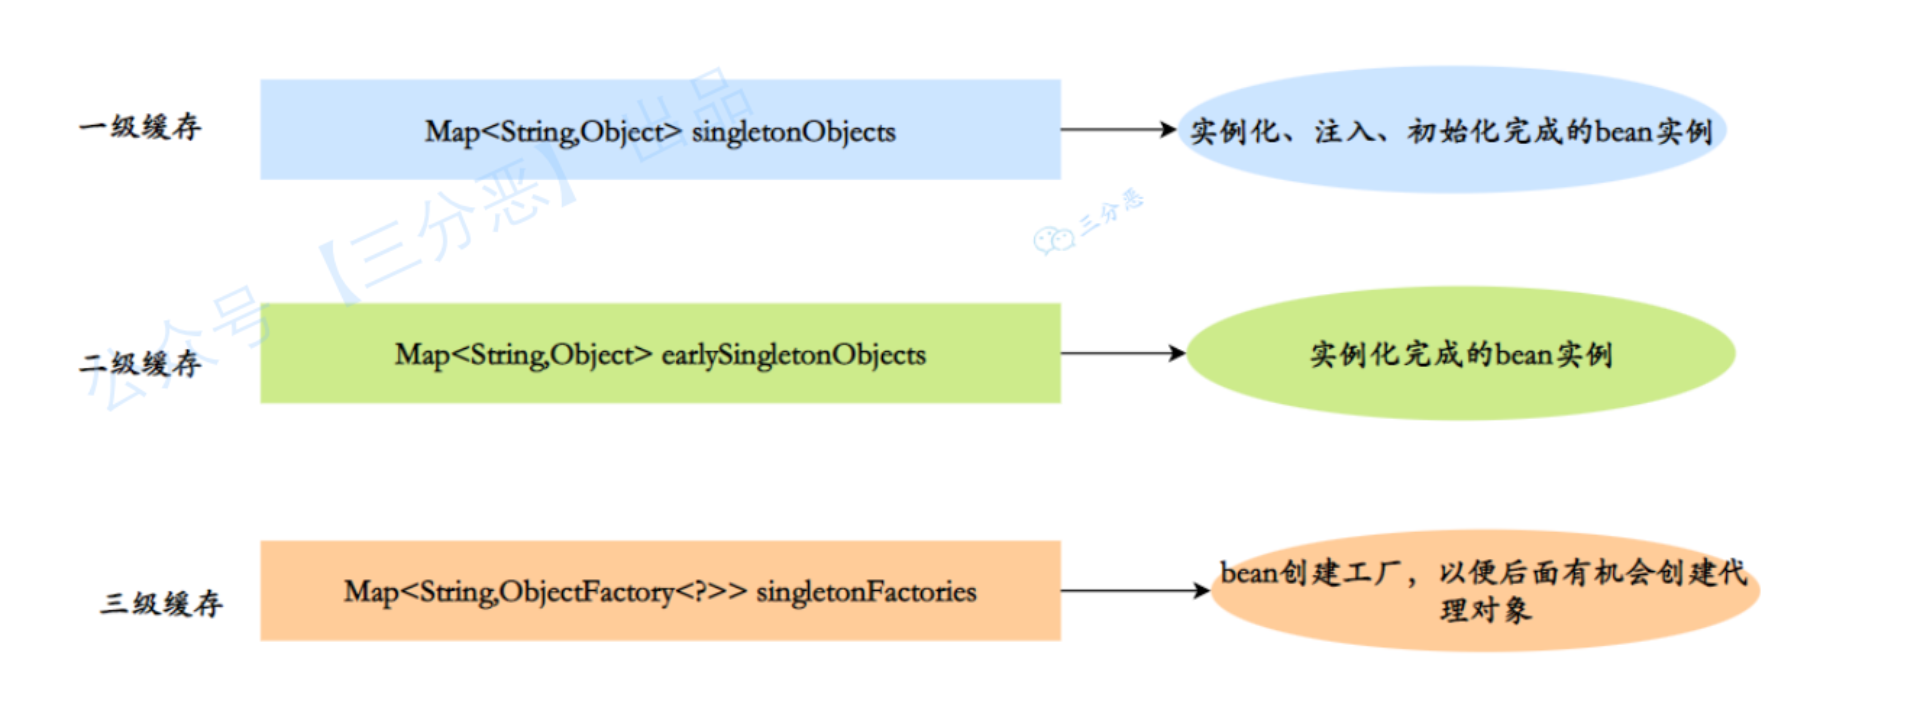 一级缓存
Map<String,Object> singletonObjects
实例化、注入、初始化完成的bean实例
三分恶
公众号【三分恶】出品
二级缓存
Map<String,Object> earlySingletonObjects
实例化完成的bean实例
三级缓存
Map<String,ObjectFactory<?>> singletonFactories
bean创建工厂，以便后面有机会创建代
理对象